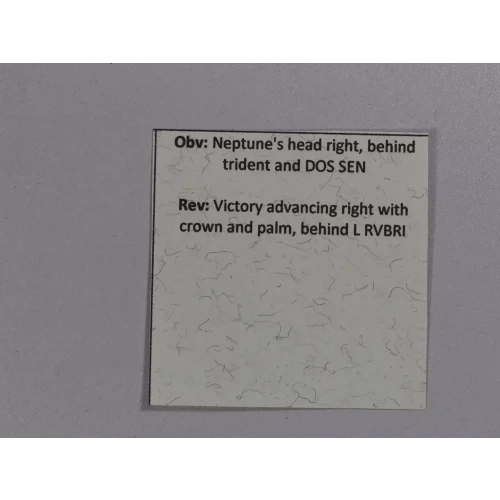 Obv: Neptune's head right, behind
trident and DOS SEN
Rev: Victory advancing right with
crown and palm, behind L RVBRI